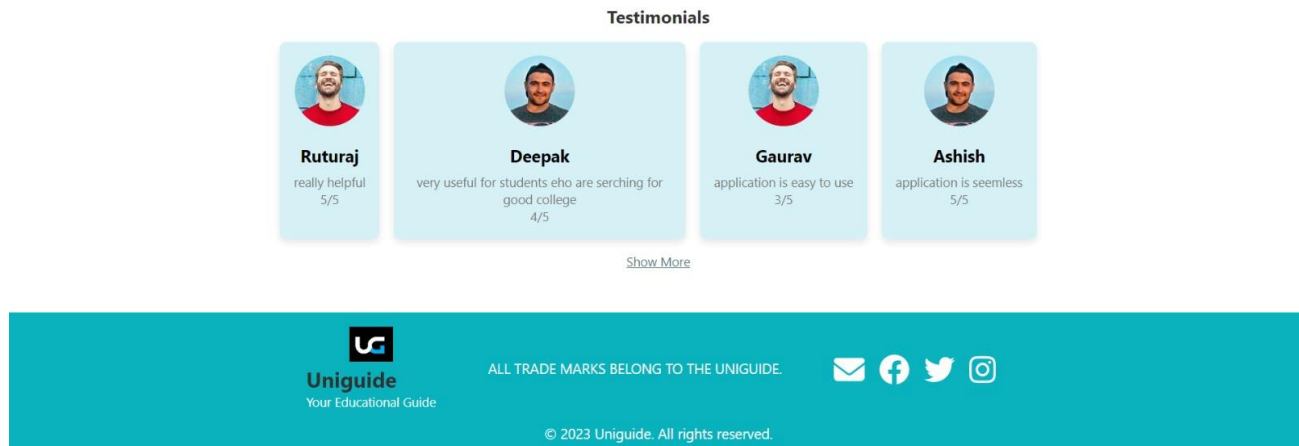 Testimonials
Ruturaj
really helpful
5/5
Deepak
very useful for students eho are serching for
good college
4/5
Gaurav
application is easy to use
3/5
Ashish
application is seemless
5/5
Show More
UG
Uniguide
Your Educational Guide
ALL TRADE MARKS BELONG TO THE UNIGUIDE.
© 2023 Uniguide. All rights reserved.